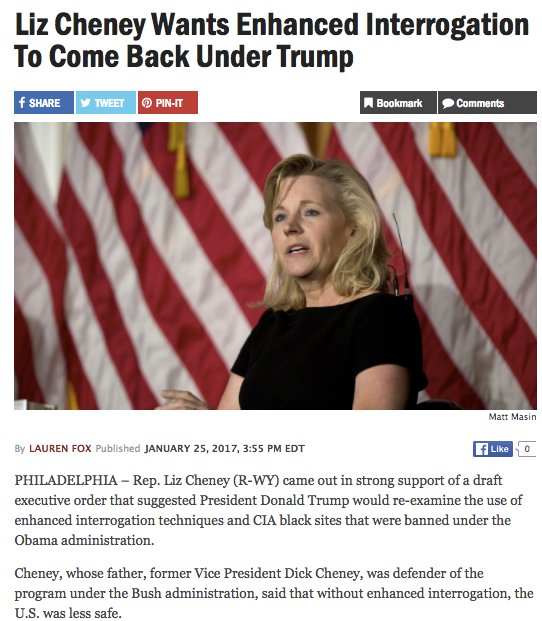 Liz Cheney Wants Enhanced Interrogation
To Come Back Under Trump
f SHARE TWEET PIN-IT Bookmark Comments
Matt Masin
By LAUREN FOX Published JANUARY 25, 2017, 3:55 PM EDT f Like 0
PHILADELPHIA – Rep. Liz Cheney (R-WY) came out in strong support of a draft
executive order that suggested President Donald Trump would re-examine the use of
enhanced interrogation techniques and CIA black sites that were banned under the
Obama administration.
Cheney, whose father, former Vice President Dick Cheney, was defender of the
program under the Bush administration, said that without enhanced interrogation, the
U.S. was less safe.